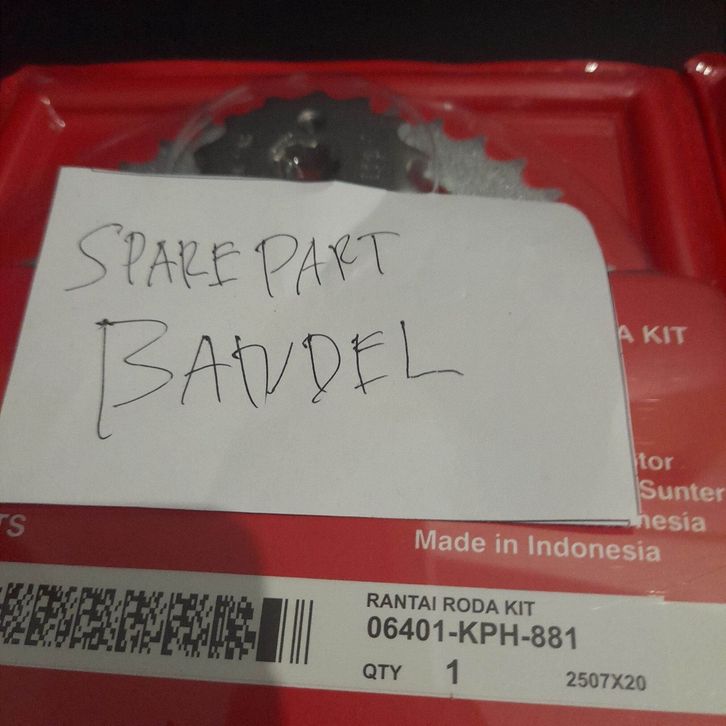 SPARE PART
BANDEL
A KIT
tor
Sunter
nesia
TS
Made in Indonesia
RANTAI RODA KIT
06401-KPH-881
QTY 1 2507X20